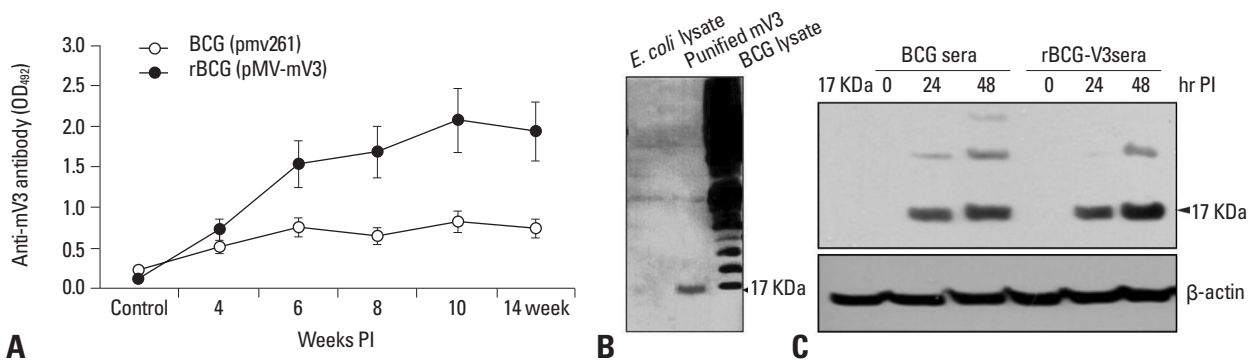 3.0
2.5
2.0
1.5
1.0
0.5
0.0
Anti-mV3 antibody (OD492)
BCG (pmv261)
rBCG (pMV-mV3)
Control 4 6 8 10 14 week
Weeks PI
A
E. coli lysate
Punified mV3
BCG lysate
17 KDa
B
BCG sera rBCG-V3sera
17 KDa 0 24 48 0 24 48 hr PI
17 KDa
β-actin
C